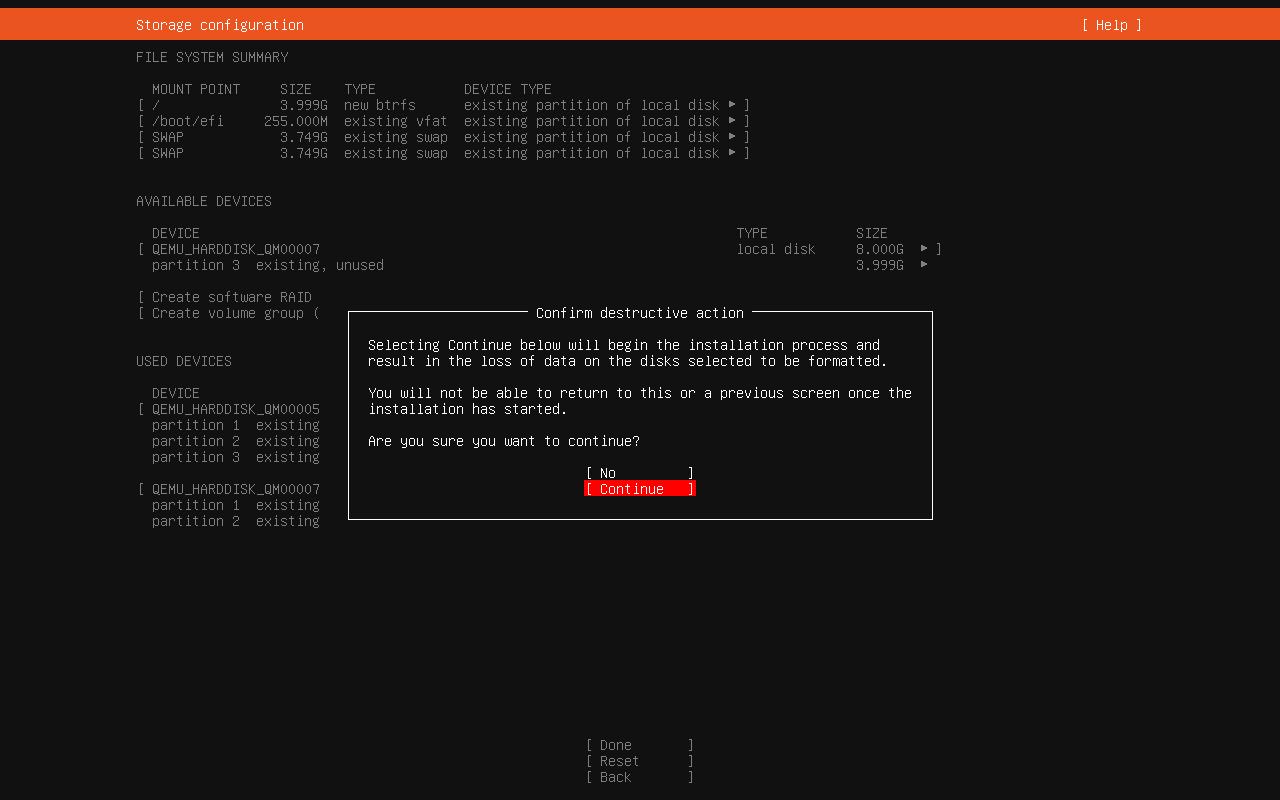 Storage configuration [ Help ]
FILE SYSTEM SUMMARY
MOUNT POINT SIZE TYPE DEVICE TYPE
[ / 3.999G new btrfs existing partition of local disk ▸ ]
[ /boot/efi 255.000M existing vfat existing partition of local disk ▸ ]
[ SWAP 3.749G existing swap existing partition of local disk ▸ ]
[ SWAP 3.749G existing swap existing partition of local disk ▸ ]
AVAILABLE DEVICES
DEVICE TYPE SIZE
[ QEMU_HARDDISK_QM00007 local disk 8.000G ▸ ]
partition 3 existing, unused 3.999G ▸
[ Create software RAID
[ Create volume group (
Confirm destructive action
Selecting Continue below will begin the installation process and
result in the loss of data on the disks selected to be formatted.
You will not be able to return to this or a previous screen once the
installation has started.
Are you sure you want to continue?
[ No ]
[ Continue ]
USED DEVICES
DEVICE
[ QEMU_HARDDISK_QM00005
partition 1 existing
partition 2 existing
partition 3 existing
[ QEMU_HARDDISK_QM00007
partition 1 existing
partition 2 existing
[ Done ]
[ Reset ]
[ Back ]